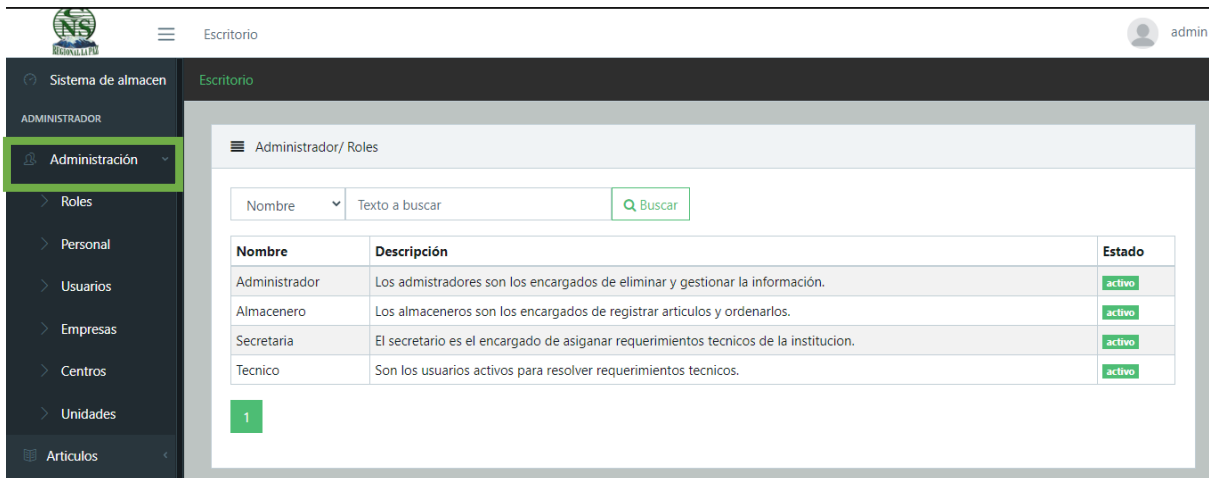 CNS
REGIONAL LA PAZ
Escritorio
admin
Sistema de almacen
Escritorio
ADMINISTRADOR
Administración
Roles
Personal
Usuarios
Empresas
Centros
Unidades
Articulos
Administrador/ Roles
Nombre Texto a buscar Buscar
Nombre Descripción Estado
Administrador Los admistradores son los encargados de eliminar y gestionar la información. activo
Almacenero Los almaceneros son los encargados de registrar articulos y ordenarlos. activo
Secretaria El secretario es el encargado de asiganar requerimientos tecnicos de la institucion. activo
Tecnico Son los usuarios activos para resolver requerimientos tecnicos. activo
1